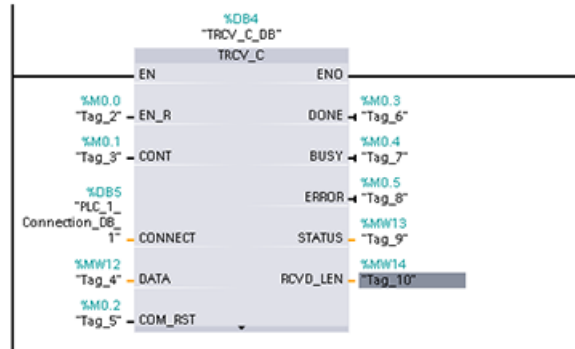 %DB4
"TRCV_C_DB"
TRCV_C
EN ENO
%M0.0 %M0.3
"Tag_2" EN_R DONE "Tag_6"
%M0.1 %M0.4
"Tag_3" CONT BUSY "Tag_7"
%DB5 %M0.5
"PLC_1_ ERROR "Tag_8"
Connection_DB_ %MW13
1" CONNECT STATUS "Tag_9"
%MW12 %MW14
"Tag_4" DATA RCVD_LEN "Tag_10"
%M0.2
"Tag_5" COM_RST